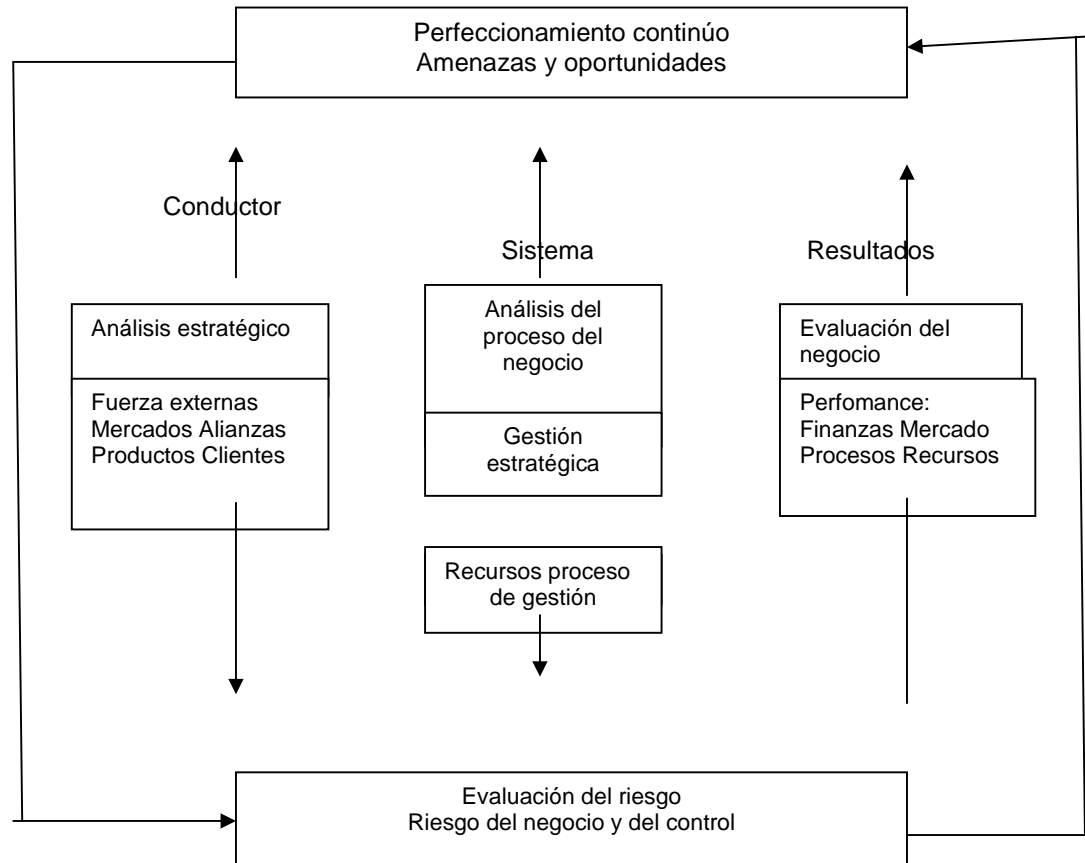 Perfeccionamiento continúo
Amenazas y oportunidades
Conductor
Sistema
Resultados
Análisis estratégico
Fuerza externas
Mercados Alianzas
Productos Clientes
Análisis del
proceso del
negocio
Gestión
estratégica
Recursos proceso
de gestión
Evaluación del
negocio
Perfomance:
Finanzas Mercado
Procesos Recursos
Evaluación del riesgo
Riesgo del negocio y del control